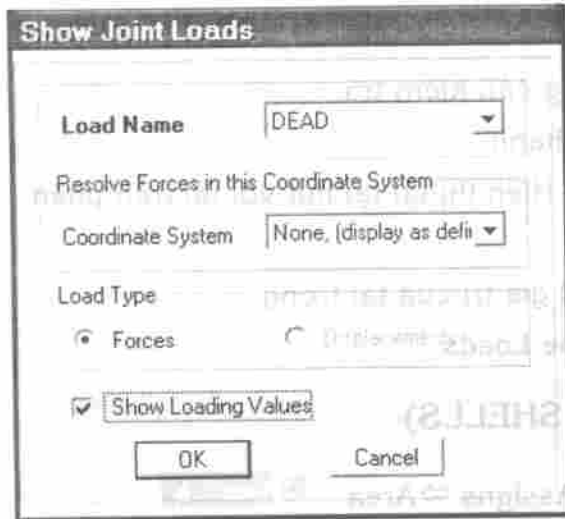 Show Joint Loads
Load Name DEAD
Resolve Forces in this Coordinate System
Coordinate System None, (display as defi
Load Type
Forces
Show Loading Values
OK Cancel